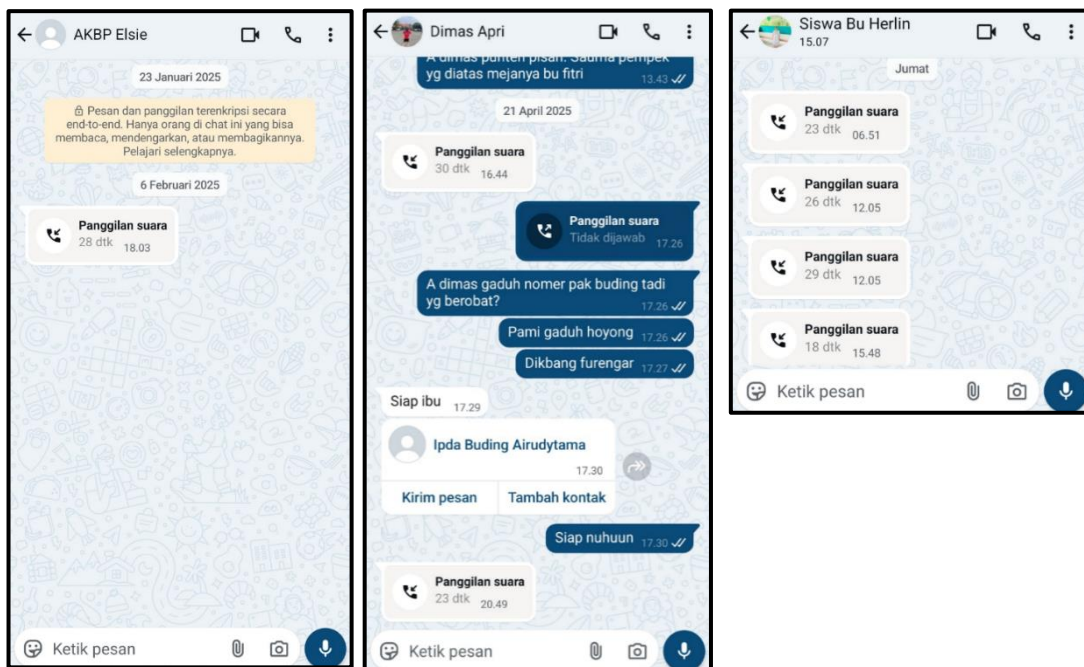 AKBP Elsie
23 Januari 2025
Pesan dan panggilan terenkripsi secara
end-to-end. Hanya orang di chat ini yang bisa
membaca, mendengarkan, atau membagikannya.
Pelajari selengkapnya.
6 Februari 2025
Panggilan suara
28 dtk 18.03
Ketik pesan
Dimas Apri
A dimas punten pisan. Sadma pempek
yg diatas mejanya bu fitri
13.43
21 April 2025
Panggilan suara
30 dtk 16.44
Panggilan suara
Tidak dijawab 17.26
A dimas gaduh nomer pak buding tadi
yg berobat?
17.26
Pami gaduh hoyong 17.26
Dikbang furengar 17.27
Siap ibu 17.29
Ipda Buding Airudytama
17.30
Kirim pesan Tambah kontak
Siap nuhuun 17.30
Panggilan suara
23 dtk 20.49
Ketik pesan
Siswa Bu Herlin
15.07
Jumat
Panggilan suara
23 dtk 06.51
Panggilan suara
26 dtk 12.05
Panggilan suara
29 dtk 12.05
Panggilan suara
18 dtk 15.48
Ketik pesan